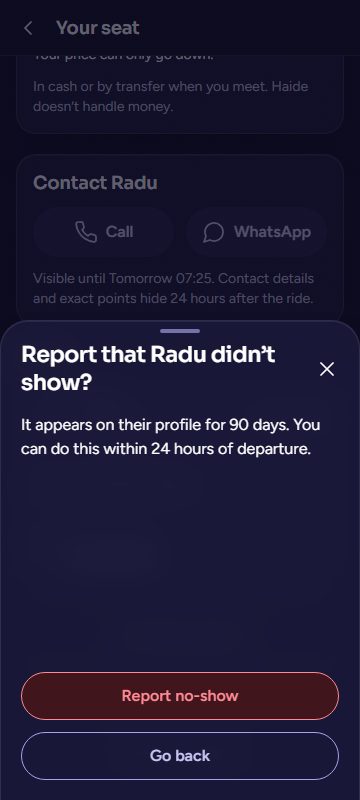 Your seat
Your price can only go down.
In cash or by transfer when you meet. Haide
doesn't handle money.
Contact Radu
Call
WhatsApp
Visible until Tomorrow 07:25. Contact details
and exact points hide 24 hours after the ride.
Report that Radu didn’t
show?
It appears on their profile for 90 days. You
can do this within 24 hours of departure.
Report no-show
Go back